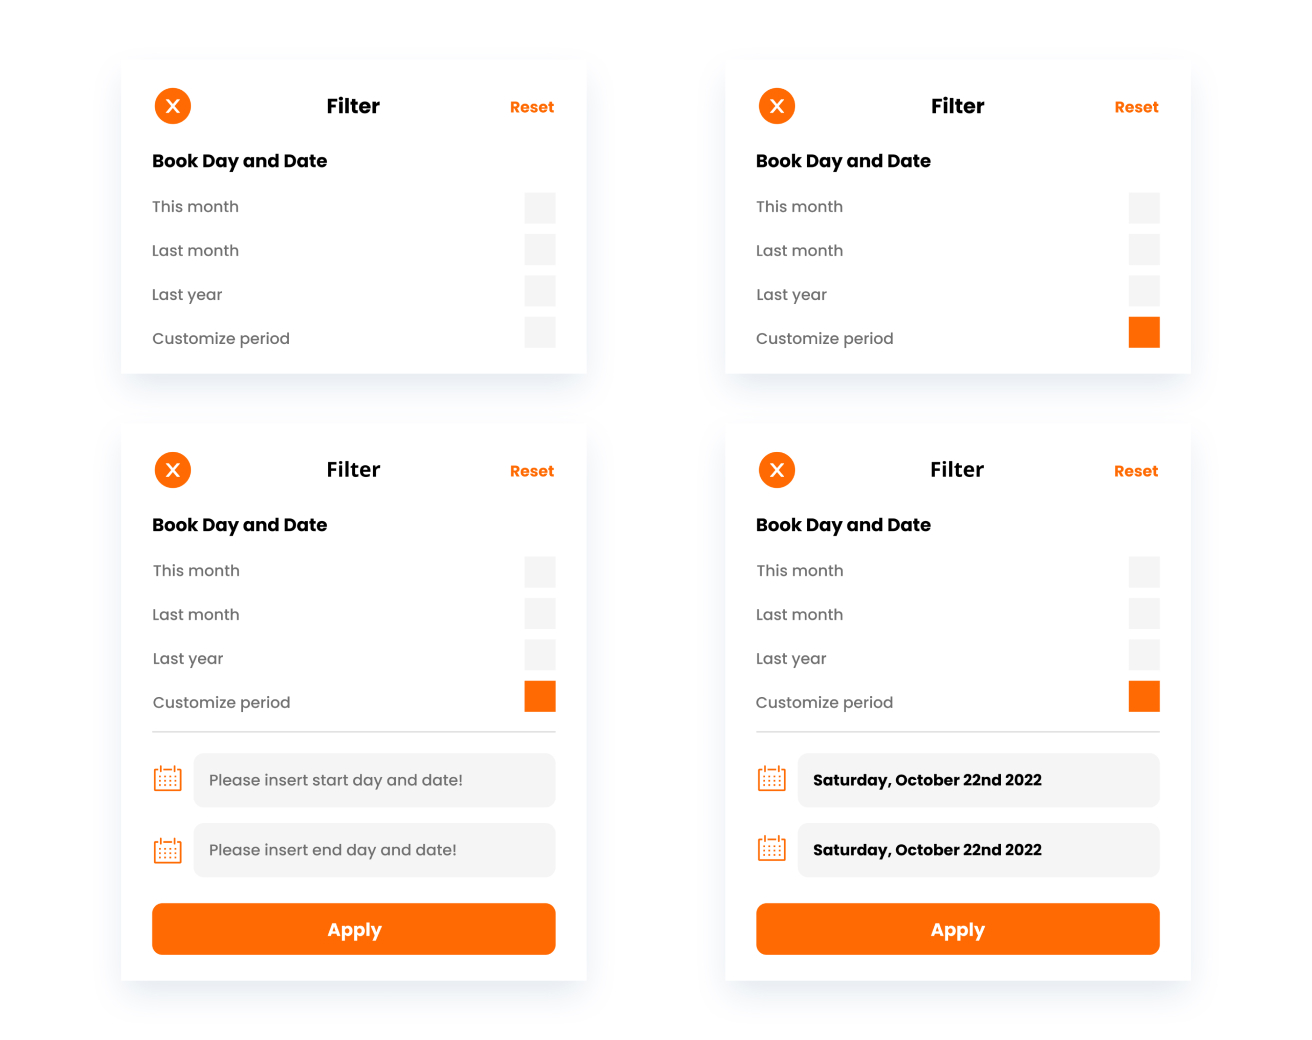 X Filter Reset
Book Day and Date
This month
Last month
Last year
Customize period
X Filter Reset
Book Day and Date
This month
Last month
Last year
Customize period
X Filter Reset
Book Day and Date
This month
Last month
Last year
Customize period
Please insert start day and date!
Please insert end day and date!
Apply
X Filter Reset
Book Day and Date
This month
Last month
Last year
Customize period
Saturday, October 22nd 2022
Saturday, October 22nd 2022
Apply